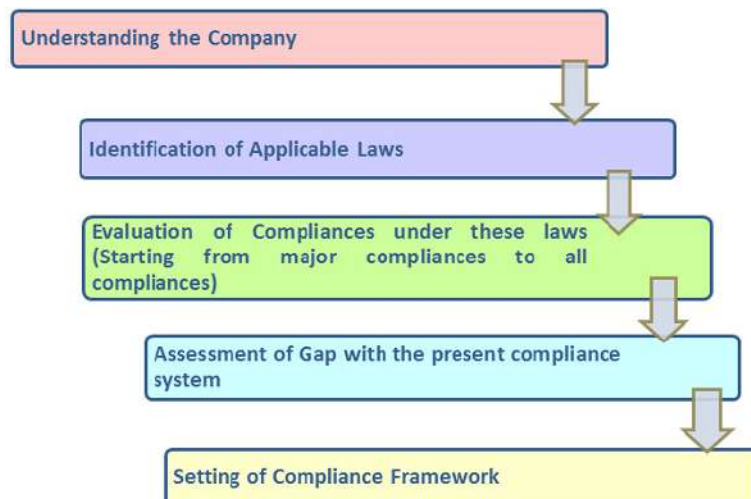 Understanding the Company
Identification of Applicable Laws
Evaluation of Compliances under these laws
(Starting from major compliances to all
compliances)
Assessment of Gap with the present compliance
system
Setting of Compliance Framework